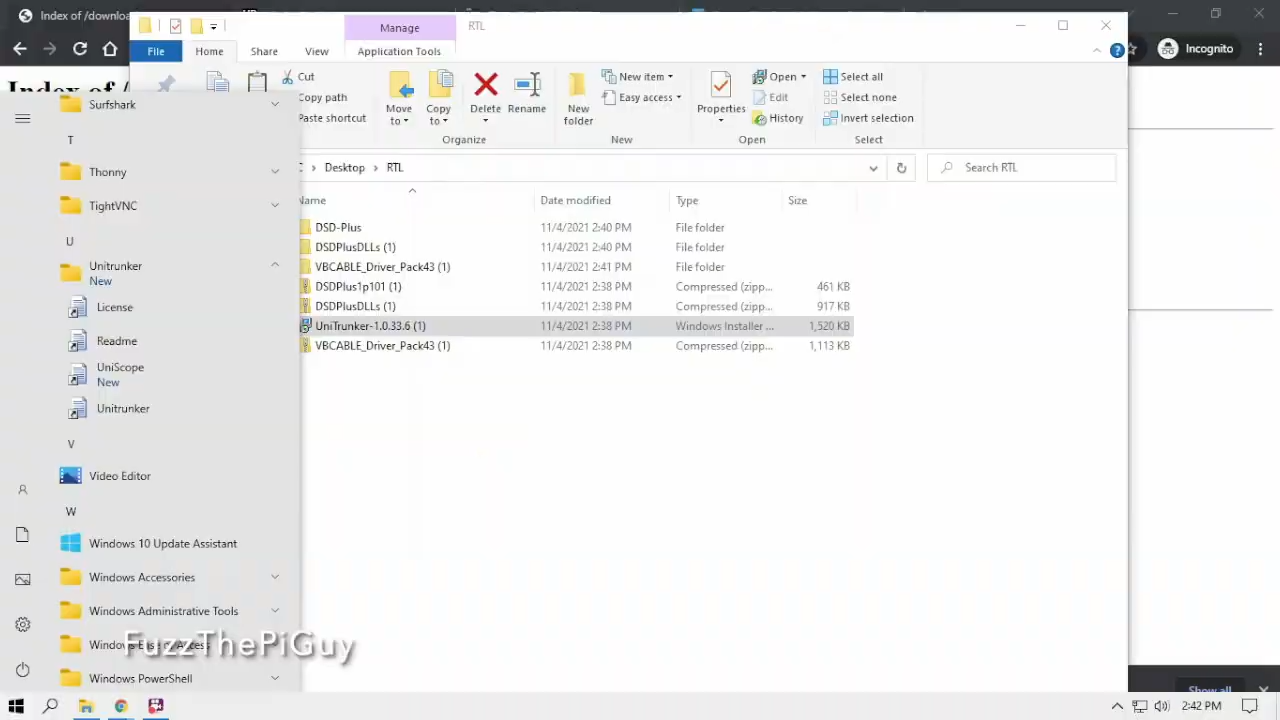 Index of /downloa
Manage
RTL
File
Home
Share
View
Application Tools
Incognito
Index of
Cut
Copy path
Paste shortcut
Move to
Copy to
Delete
Rename
New folder
New item
Easy access
Properties
Open
Edit
History
Select all
Select none
Invert selection
Organize
New
Open
Select
Desktop
RTL
Search RTL
Name
Date modified
Type
Size
DSD-Plus 11/4/2021 2:40 PM File folder
DSDPlusDLLs (1) 11/4/2021 2:40 PM File folder
VBCABLE_Driver_Pack43 (1) 11/4/2021 2:41 PM File folder
DSDPlus1p101 (1) 11/4/2021 2:38 PM Compressed (zipp... 461 KB
DSDPlusDLLs (1) 11/4/2021 2:38 PM Compressed (zipp... 917 KB
UniTrunker-1.0.33.6 (1) 11/4/2021 2:38 PM Windows Installer ... 1,520 KB
VBCABLE_Driver_Pack43 (1) 11/4/2021 2:38 PM Compressed (zipp... 1,113 KB
Surfshark
T
Thonny
TightVNC
U
Unitrunker
New
License
Readme
UniScope
New
Unitrunker
V
Video Editor
W
Windows 10 Update Assistant
Windows Accessories
Windows Administrative Tools
Windows Ease of Access
FuzzThePiGuy
Windows PowerShell
Show all
2:42 PM